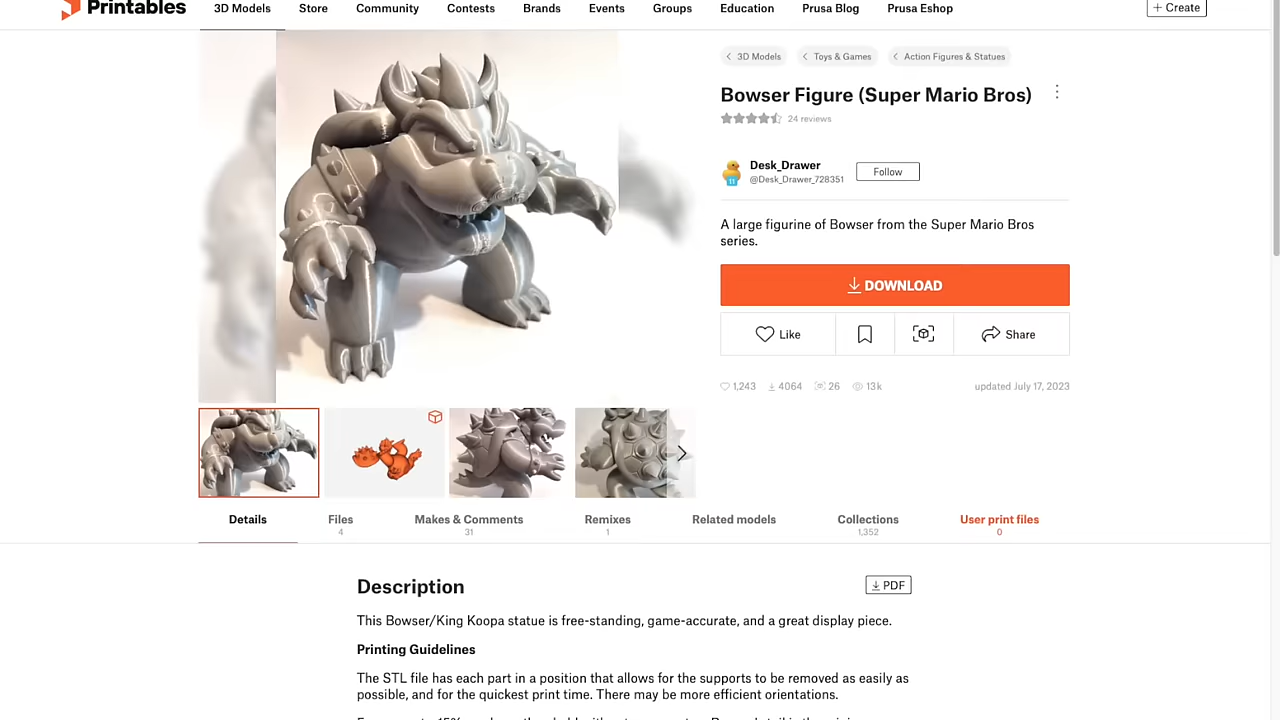 Printables
3D Models
Store
Community
Contests
Brands
Events
Groups
Education
Prusa Blog
Prusa Eshop
+ Create
3D Models
Toys & Games
Action Figures & Statues
Bowser Figure (Super Mario Bros)
24 reviews
Desk_Drawer
@Desk_Drawer_728351
11
Follow
A large figurine of Bowser from the Super Mario Bros
series.
DOWNLOAD
Like
Share
1,243
4064
26
13k
updated July 17, 2023
Details
Files
4
Makes & Comments
31
Remixes
1
Related models
Collections
1,352
User print files
0
Description
PDF
This Bowser/King Koopa statue is free-standing, game-accurate, and a great display piece.
Printing Guidelines
The STL file has each part in a position that allows for the supports to be removed as easily as
possible, and for the quickest print time. There may be more efficient orientations.